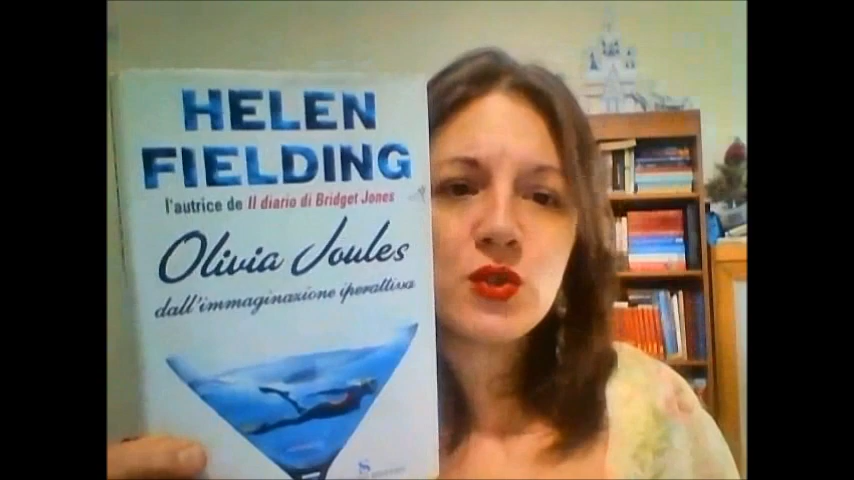 HELEN
FIELDING
l'autrice de Il diario di Bridget Jones
Olivia Joules
dall'immaginazione iperattiva